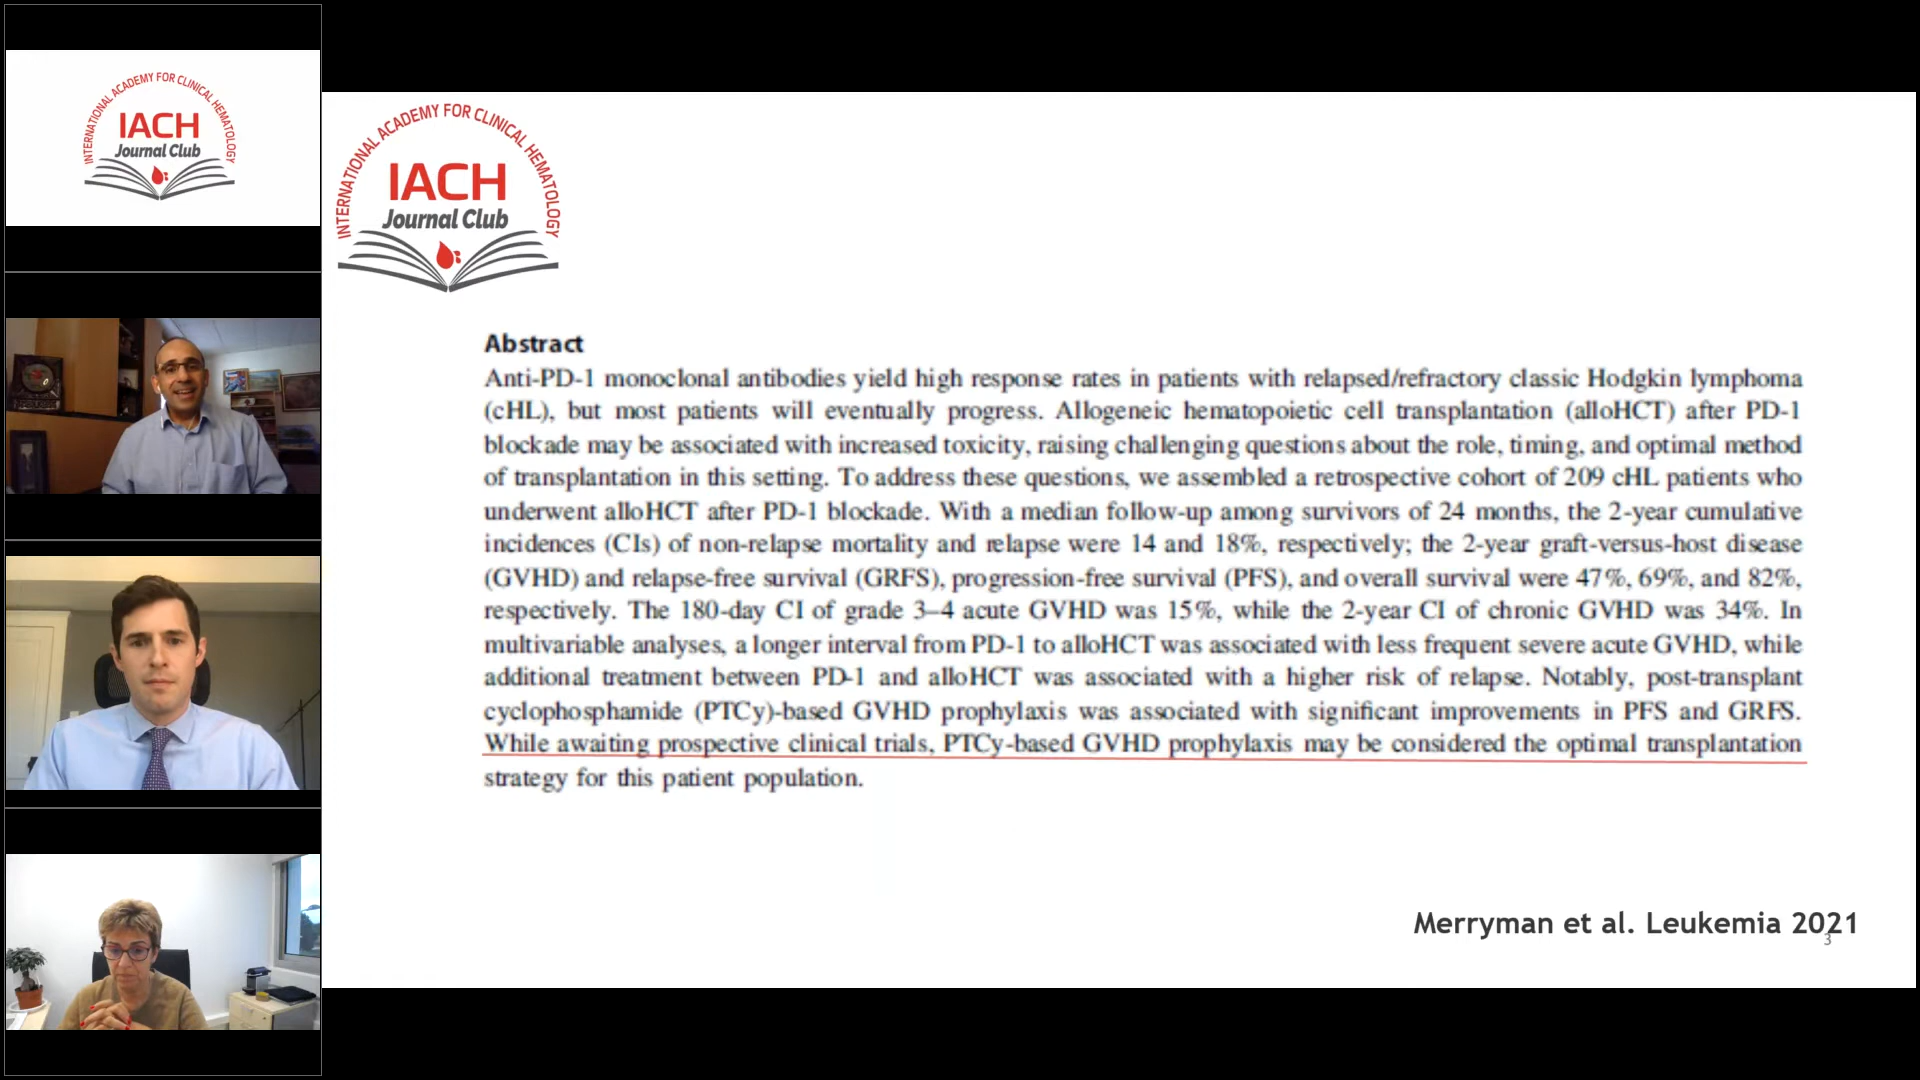 INTERNATIONAL ACADEMY FOR CLINICAL HEMATOLOGY
IACH
Journal Club
INTERNATIONAL ACADEMY FOR CLINICAL HEMATOLOGY
IACH
Journal Club
Abstract
Anti-PD-1 monoclonal antibodies yield high response rates in patients with relapsed/refractory classic Hodgkin lymphoma
(cHL), but most patients will eventually progress. Allogeneic hematopoietic cell transplantation (alloHCT) after PD-1
blockade may be associated with increased toxicity, raising challenging questions about the role, timing, and optimal method
of transplantation in this setting. To address these questions, we assembled a retrospective cohort of 209 cHL patients who
underwent alloHCT after PD-1 blockade. With a median follow-up among survivors of 24 months, the 2-year cumulative
incidences (CIs) of non-relapse mortality and relapse were 14 and 18%, respectively; the 2-year graft-versus-host disease
(GVHD) and relapse-free survival (GRFS), progression-free survival (PFS), and overall survival were 47%, 69%, and 82%,
respectively. The 180-day CI of grade 3–4 acute GVHD was 15%, while the 2-year CI of chronic GVHD was 34%. In
multivariable analyses, a longer interval from PD-1 to alloHCT was associated with less frequent severe acute GVHD, while
additional treatment between PD-1 and alloHCT was associated with a higher risk of relapse. Notably, post-transplant
cyclophosphamide (PTCy)-based GVHD prophylaxis was associated with significant improvements in PFS and GRFS.
While awaiting prospective clinical trials, PTCy-based GVHD prophylaxis may be considered the optimal transplantation
strategy for this patient population.
Merryman et al. Leukemia 2021
3